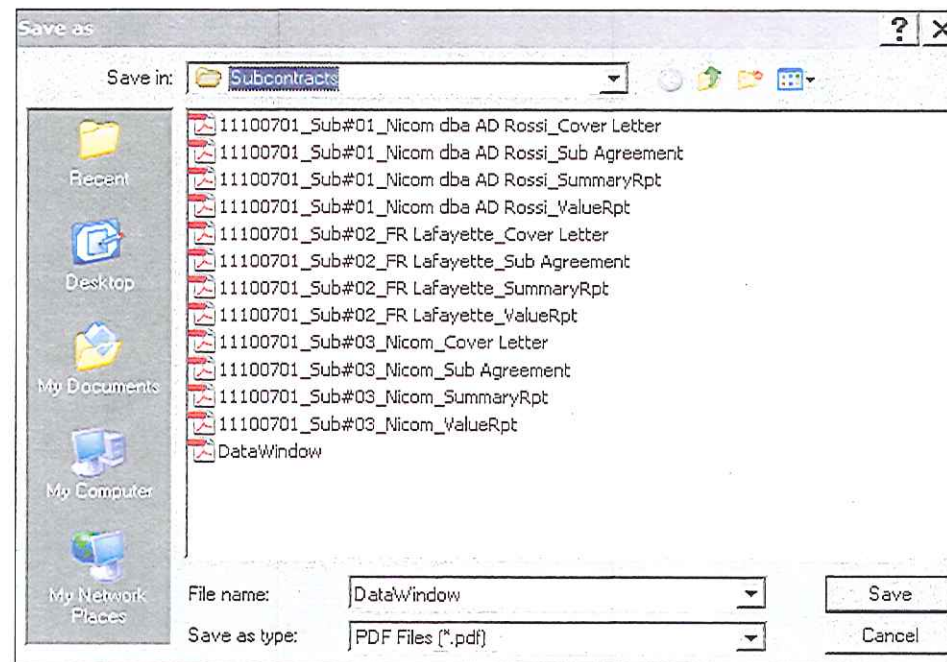 Save as
Save in: Subcontracts
Recent
Desktop
My Documents
My Computer
My Network Places
11100701_Sub#01_Nicom dba AD Rossi_Cover Letter
11100701_Sub#01_Nicom dba AD Rossi_Sub Agreement
11100701_Sub#01_Nicom dba AD Rossi_SummaryRpt
11100701_Sub#01_Nicom dba AD Rossi_ValueRpt
11100701_Sub#02_FR Lafayette_Cover Letter
11100701_Sub#02_FR Lafayette_Sub Agreement
11100701_Sub#02_FR Lafayette_SummaryRpt
11100701_Sub#02_FR Lafayette_ValueRpt
11100701_Sub#03_Nicom_Cover Letter
11100701_Sub#03_Nicom_Sub Agreement
11100701_Sub#03_Nicom_SummaryRpt
11100701_Sub#03_Nicom_ValueRpt
DataWindow
File name: DataWindow Save
Save as type: PDF Files (*.pdf) Cancel